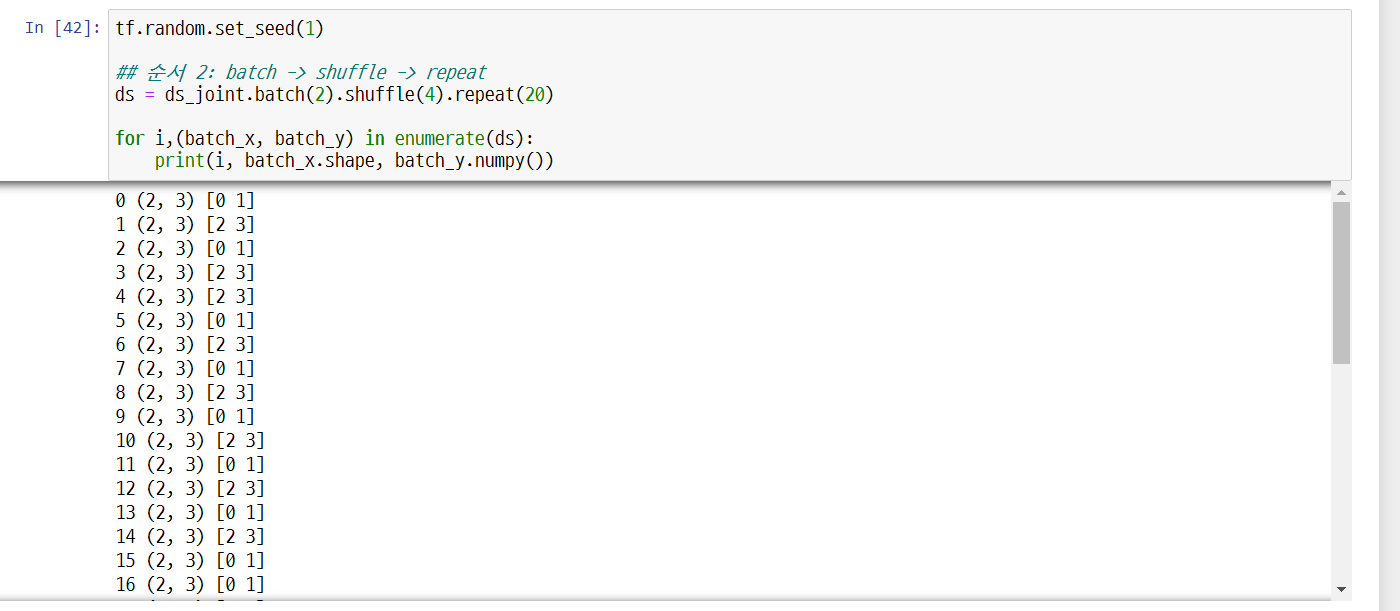 In [42]:
tf.random.set_seed(1)
## 순서 2: batch -> shuffle -> repeat
ds = ds_joint.batch(2).shuffle(4).repeat(20)
for i,(batch_x, batch_y) in enumerate(ds):
    print(i, batch_x.shape, batch_y.numpy())
0 (2, 3) [0 1]
1 (2, 3) [2 3]
2 (2, 3) [0 1]
3 (2, 3) [2 3]
4 (2, 3) [2 3]
5 (2, 3) [0 1]
6 (2, 3) [2 3]
7 (2, 3) [0 1]
8 (2, 3) [2 3]
9 (2, 3) [0 1]
10 (2, 3) [2 3]
11 (2, 3) [0 1]
12 (2, 3) [2 3]
13 (2, 3) [0 1]
14 (2, 3) [2 3]
15 (2, 3) [0 1]
16 (2, 3) [0 1]